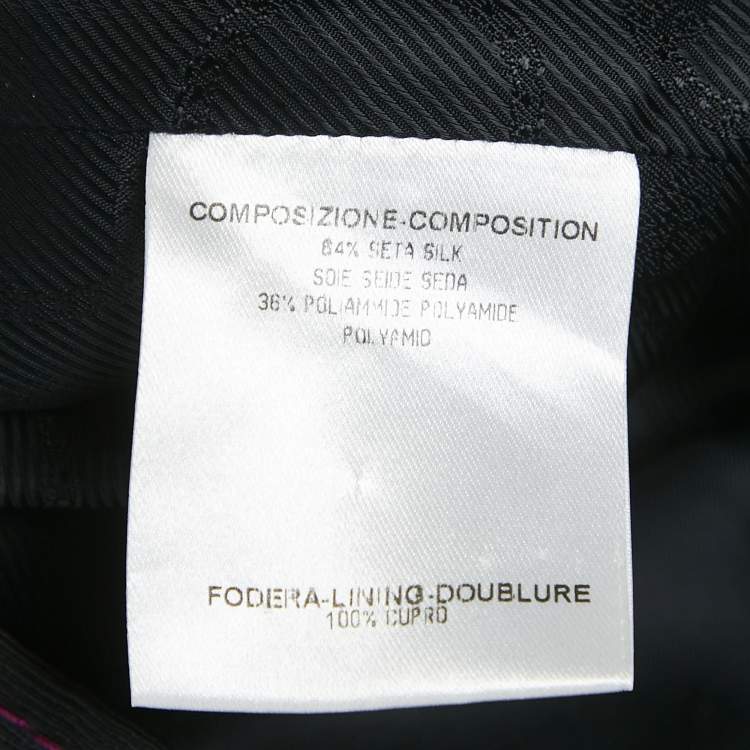 COMPOSIZIONE-COMPOSITION
64% SETA SILK
SOIE SEIDE SEDA
36% POLIAMMIDE POLYAMIDE
POLYAMID
FODERA-LINING-DOUBLURE
100% CUPRO